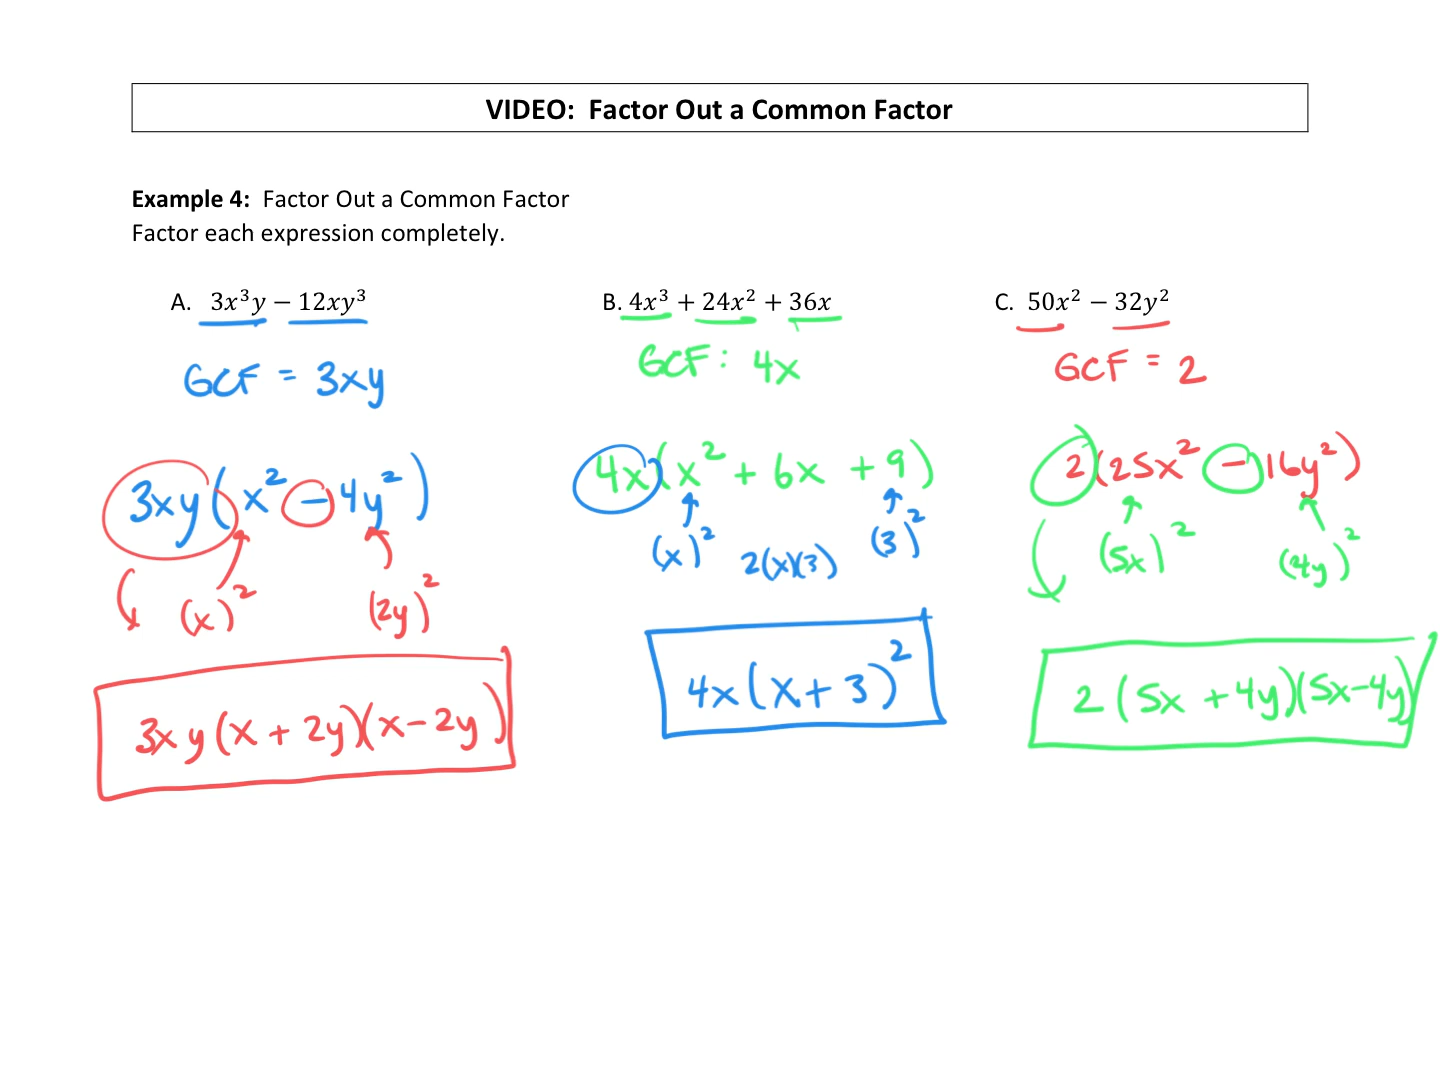 VIDEO: Factor Out a Common Factor
Example 4: Factor Out a Common Factor
Factor each expression completely.
A. 3x³y − 12xy³
GCF = 3xy
3xy(x² − 4y²)
(x)² (2y)²
3xy(x + 2y)(x − 2y)
B. 4x³ + 24x² + 36x
GCF: 4x
4x(x² + 6x + 9)
(x)² 2(x)(3) (3)²
4x(x + 3)²
C. 50x² − 32y²
GCF = 2
2(25x² − 16y²)
(5x)² (4y)²
2(5x + 4y)(5x − 4y)